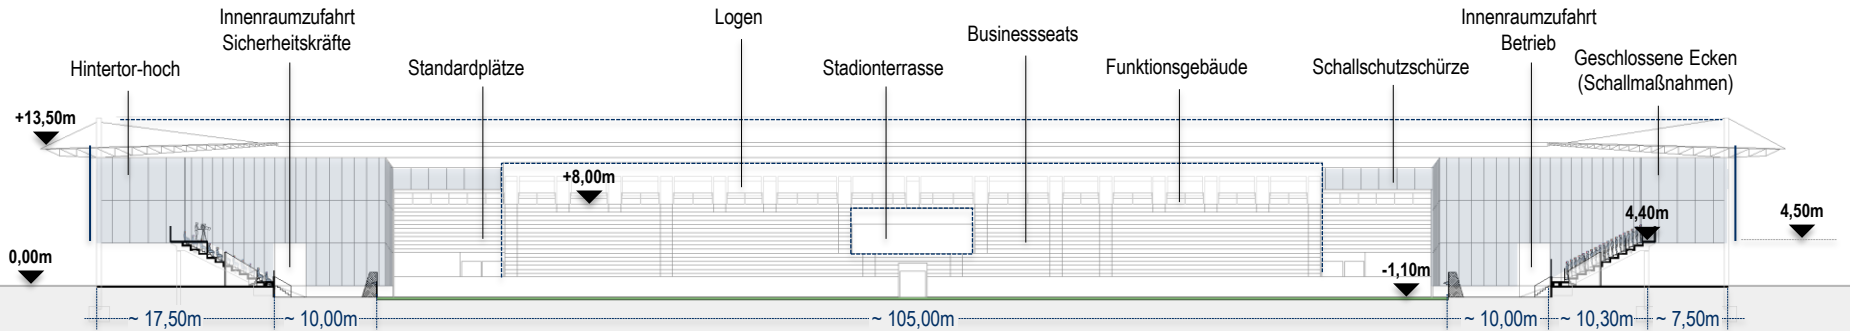 Innenraumzufahrt
Sicherheitskräfte
Hintertor-hoch
Standardplätze
Logen
Stadionterrasse
Businessseats
Funktionsgebäude
Schallschutzschürze
Innenraumzufahrt
Betrieb
Geschlossene Ecken
(Schallmaßnahmen)
+13,50m
+8,00m
4,40m
4,50m
0,00m
-1,10m
~ 17,50m
~ 10,00m
~ 105,00m
~ 10,00m
~ 10,30m
~ 7,50m